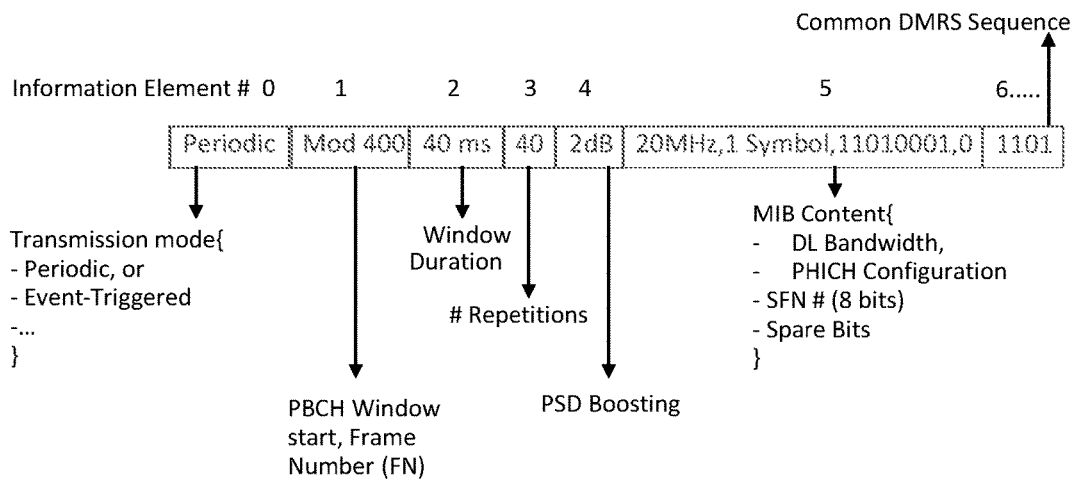 Common DMRS Sequence
Information Element # 0 1 2 3 4 5 6.....
Periodic Mod 400 40 ms 40 2dB 20MHz,1 Symbol,11010001,0 1101
Transmission mode{
- Periodic, or
- Event-Triggered
-...
}
Window
Duration
# Repetitions
MIB Content{
- DL Bandwidth,
- PHICH Configuration
- SFN # (8 bits)
- Spare Bits
}
PBCH Window
start, Frame
Number (FN)
PSD Boosting